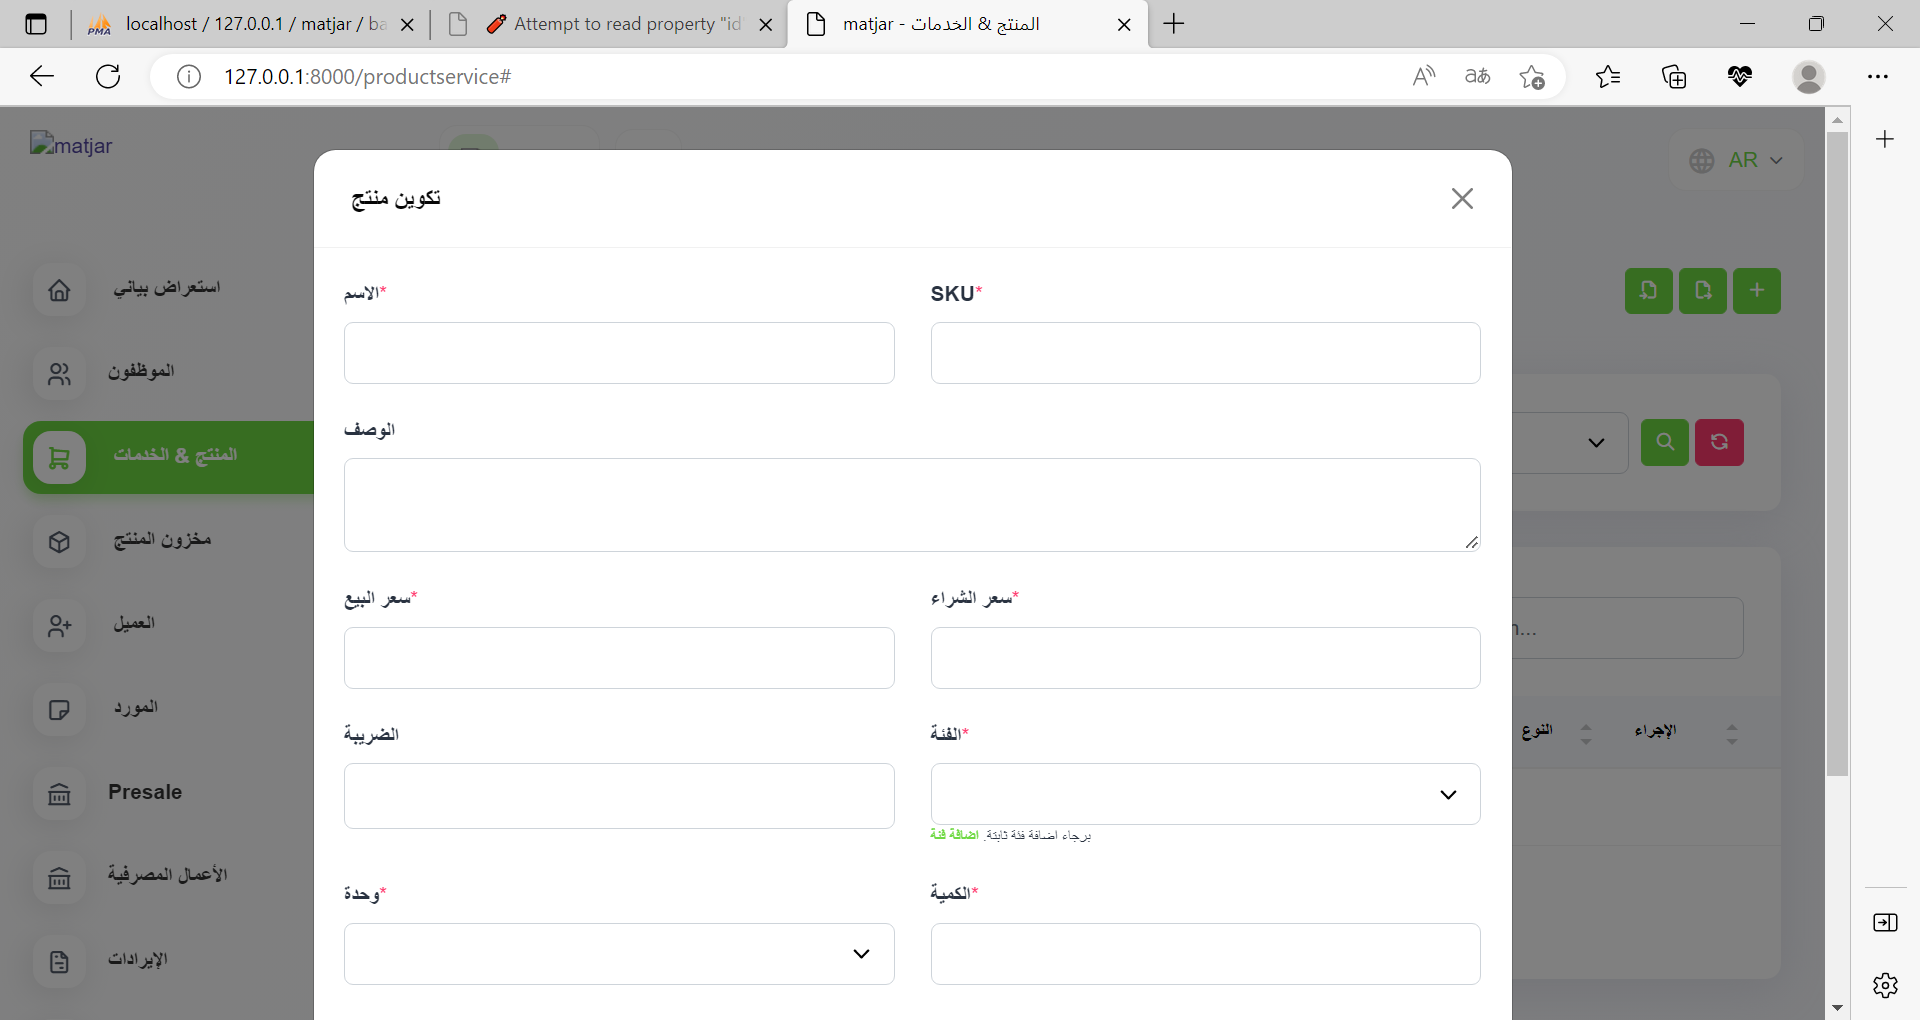 localhost / 127.0.0.1 / matjar / ba
Attempt to read property "id"
matjar - المنتج & الخدمات
127.0.0.1:8000/productservice#
matjar
AR
تكوين منتج
استعراض بياني
الموظفون
المنتج & الخدمات
مخزون المنتج
العميل
المورد
Presale
الأعمال المصرفية
الإيرادات
الاسم*
SKU*
الوصف
سعر البيع*
سعر الشراء*
الضريبة
الفئة*
برجاء اضافة فئة ثابتة. اضافة فئة
وحدة*
الكمية*
النوع
الإجراء